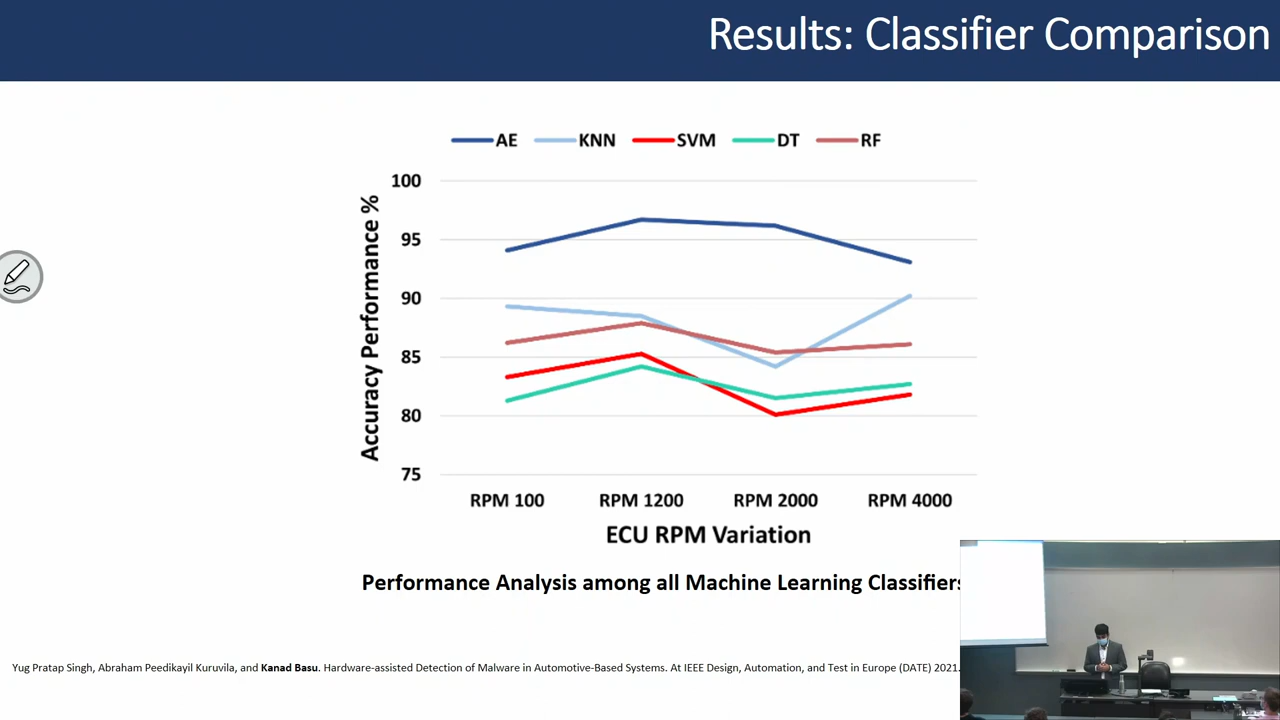 Results: Classifier Comparison
AE KNN SVM DT RF
100
95
90
85
80
75
Accuracy Performance %
RPM 100 RPM 1200 RPM 2000 RPM 4000
ECU RPM Variation
Performance Analysis among all Machine Learning Classifiers
Yug Pratap Singh, Abraham Peedikayil Kuruvila, and Kanad Basu. Hardware-assisted Detection of Malware in Automotive-Based Systems. At IEEE Design, Automation, and Test in Europe (DATE) 2021.